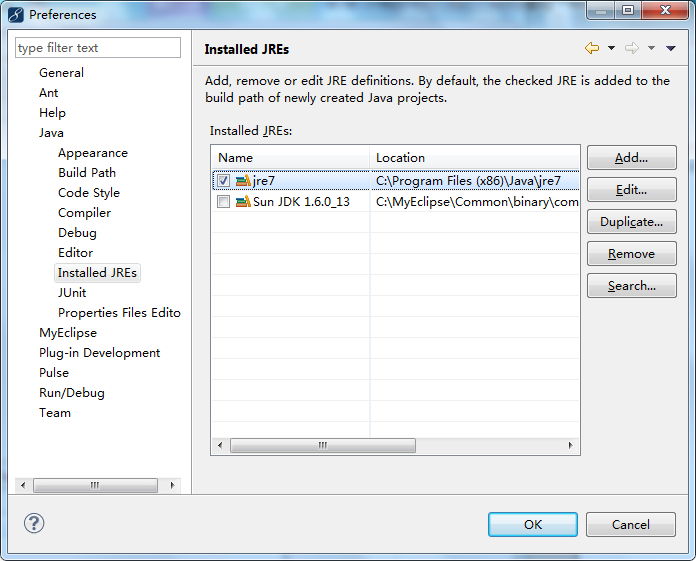 Preferences
type filter text
General
Ant
Help
Java
Appearance
Build Path
Code Style
Compiler
Debug
Editor
Installed JREs
JUnit
Properties Files Edito
MyEclipse
Plug-in Development
Pulse
Run/Debug
Team
Installed JREs
Add, remove or edit JRE definitions. By default, the checked JRE is added to the
build path of newly created Java projects.
Installed JREs:
Name Location
jre7 C:\Program Files (x86)\Java\jre7
Sun JDK 1.6.0_13 C:\MyEclipse\Common\binary\com
Add...
Edit...
Duplicate...
Remove
Search...
?
OK Cancel